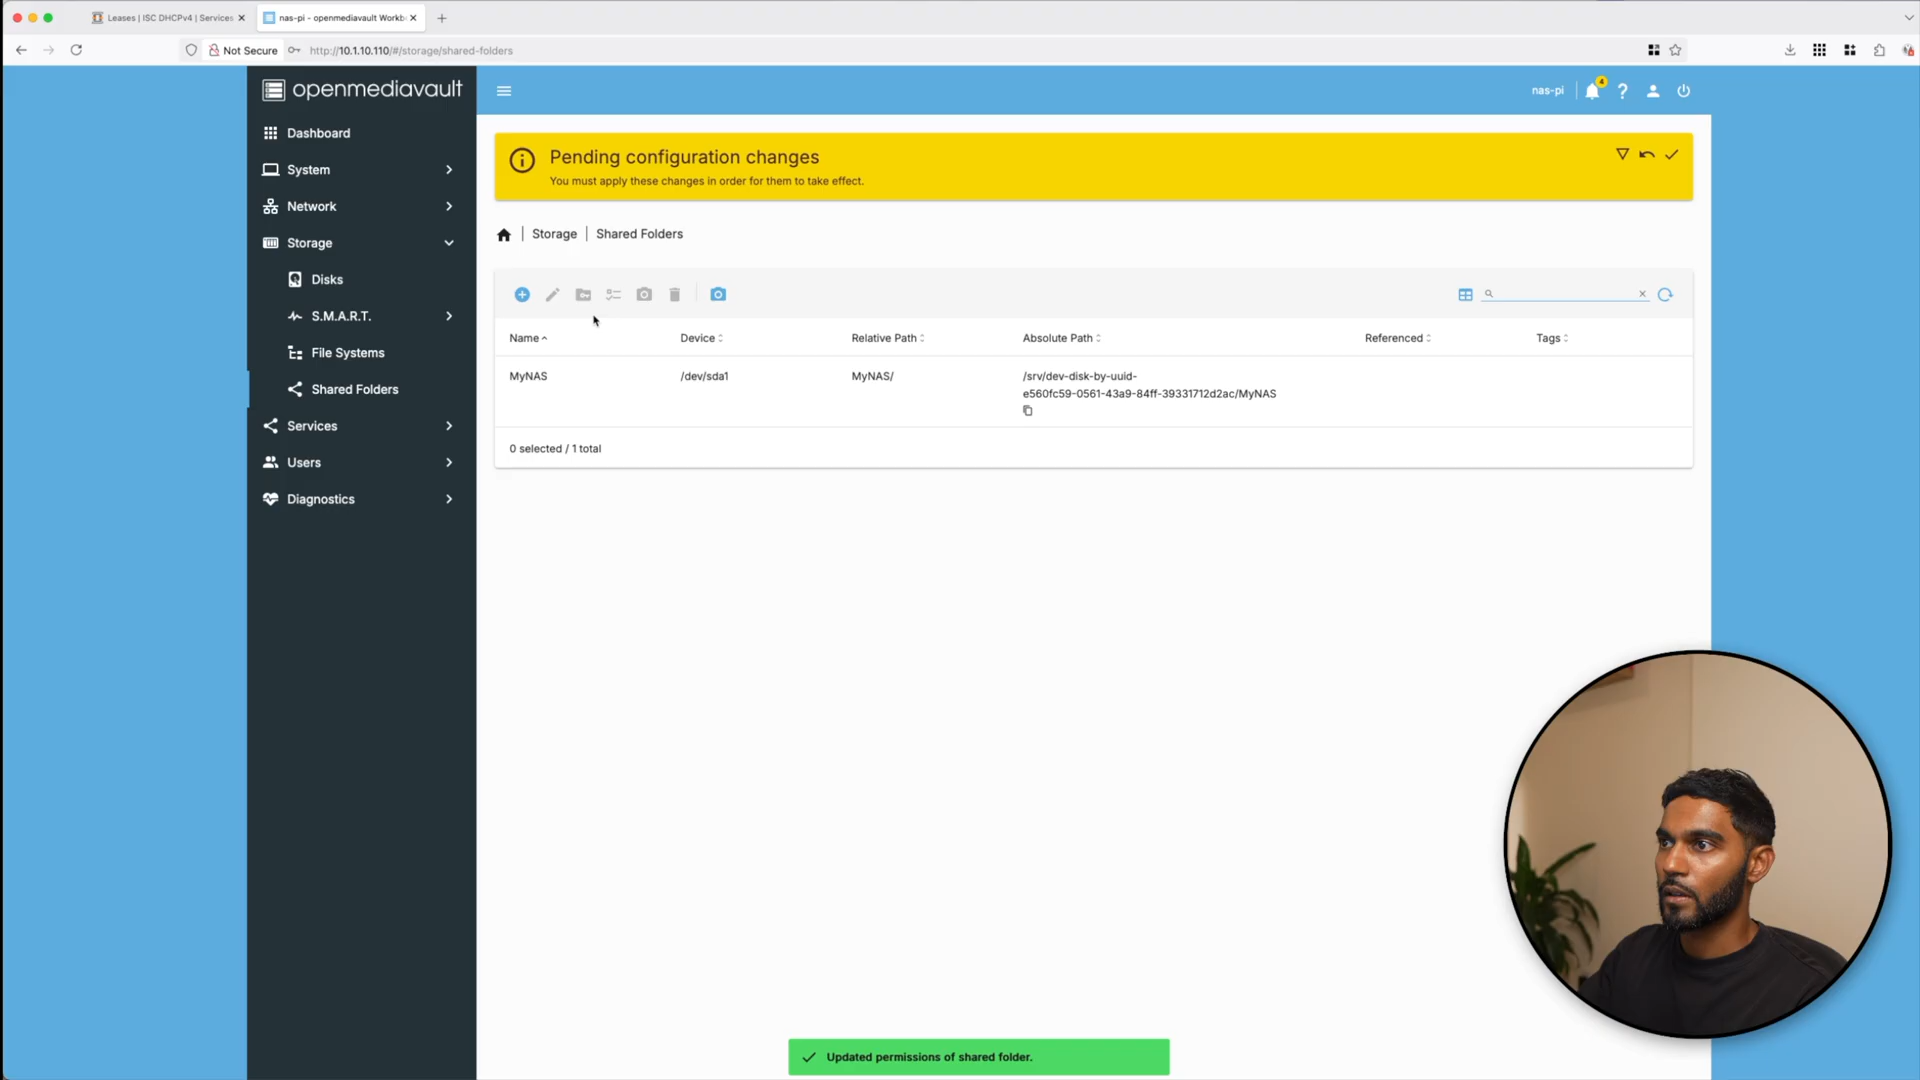 Leases | ISC DHCPv4 | Services
nas-pi - openmediavault Workb
Not Secure
http://10.1.10.110/#/storage/shared-folders
openmediavault
nas-pi
4
Dashboard
System
Network
Storage
Disks
S.M.A.R.T.
File Systems
Shared Folders
Services
Users
Diagnostics
Pending configuration changes
You must apply these changes in order for them to take effect.
Storage | Shared Folders
Name Device Relative Path Absolute Path Referenced Tags
MyNAS /dev/sda1 MyNAS/ /srv/dev-disk-by-uuid-
e560fc59-0561-43a9-84ff-39331712d2ac/MyNAS
0 selected / 1 total
Updated permissions of shared folder.